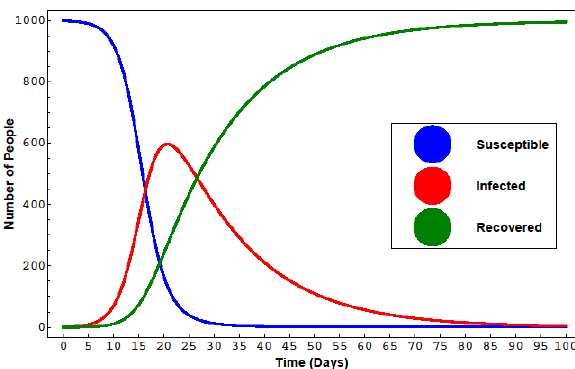 1000
800
600
400
200
0
Number of People
Susceptible
Infected
Recovered
0 5 10 15 20 25 30 35 40 45 50 55 60 65 70 75 80 85 90 95 100
Time (Days)